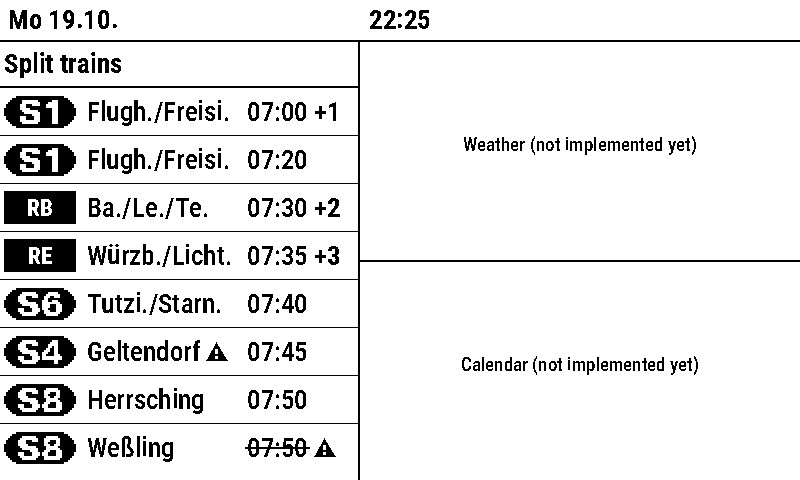 Mo 19.10. 22:25
Split trains
S1 Flugh./Freisi. 07:00 +1
S1 Flugh./Freisi. 07:20
RB Ba./Le./Te. 07:30 +2
RE Würzb./Licht. 07:35 +3
S6 Tutzi./Starn. 07:40
S4 Geltendorf 07:45
S8 Herrsching 07:50
S8 Weßling 07:50
Weather (not implemented yet)
Calendar (not implemented yet)